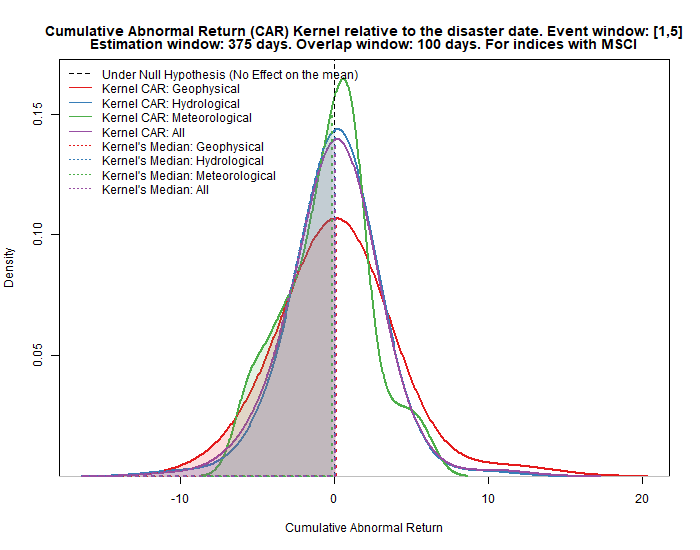 Cumulative Abnormal Return (CAR) Kernel relative to the disaster date. Event window: [1,5]
Estimation window: 375 days. Overlap window: 100 days. For indices with MSCI
Under Null Hypothesis (No Effect on the mean)
Kernel CAR: Geophysical
Kernel CAR: Hydrological
Kernel CAR: Meteorological
Kernel CAR: All
Kernel's Median: Geophysical
Kernel's Median: Hydrological
Kernel's Median: Meteorological
Kernel's Median: All
0.15
0.10
0.05
Density
-10
0
10
20
Cumulative Abnormal Return